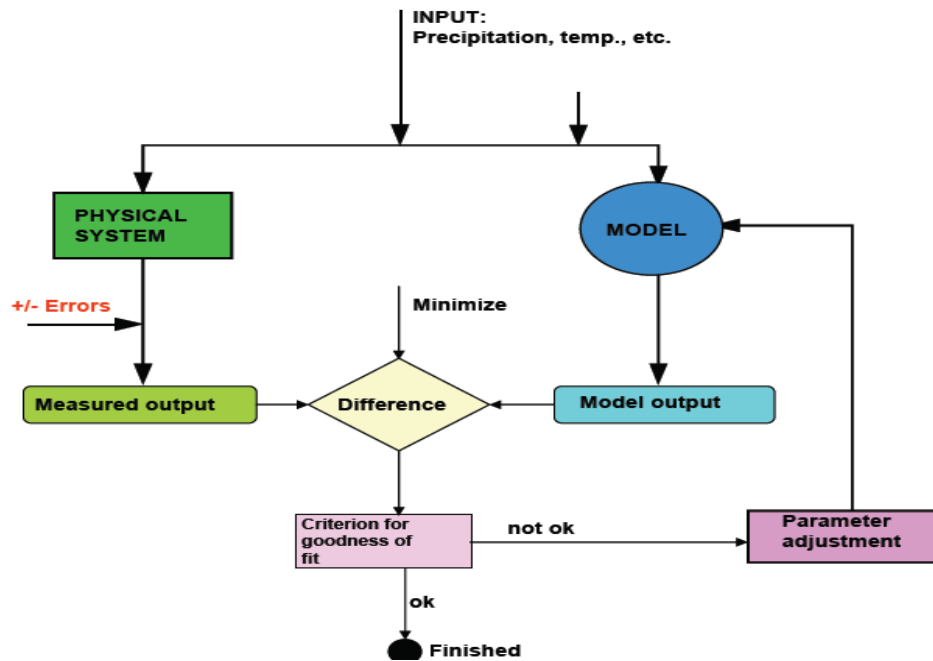 INPUT:
Precipitation, temp., etc.
PHYSICAL
SYSTEM
MODEL
+/- Errors
Minimize
Measured output
Difference
Model output
Criterion for
goodness of
fit
not ok
Parameter
adjustment
ok
Finished